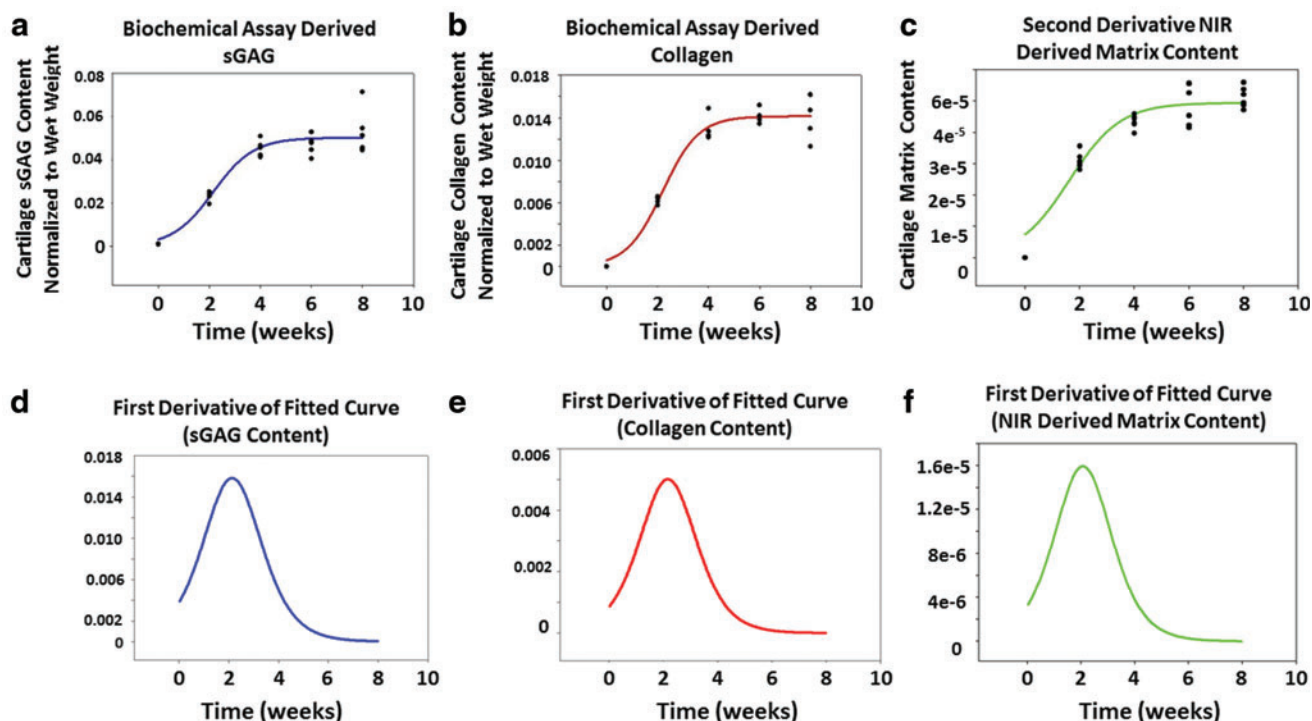 a
Biochemical Assay Derived
sGAG
Cartilage sGAG Content
Normalized to Wet Weight
0.08
0.06
0.04
0.02
0
0 2 4 6 8 10
Time (weeks)
b
Biochemical Assay Derived
Collagen
Cartilage Collagen Content
Normalized to Wet Weight
0.018
0.014
0.010
0.006
0.002
0
0 2 4 6 8 10
Time (weeks)
c
Second Derivative NIR
Derived Matrix Content
Cartilage Matrix Content
6e-5
4e-5
3e-5
2e-5
1e-5
0
0 2 4 6 8 10
Time (weeks)
d
First Derivative of Fitted Curve
(sGAG Content)
0.018
0.014
0.010
0.006
0.002
0
0 2 4 6 8 10
Time (weeks)
e
First Derivative of Fitted Curve
(Collagen Content)
0.006
0.004
0.002
0
0 2 4 6 8 10
Time (weeks)
f
First Derivative of Fitted Curve
(NIR Derived Matrix Content)
1.6e-5
1.2e-5
8e-6
4e-6
0
0 2 4 6 8 10
Time (weeks)